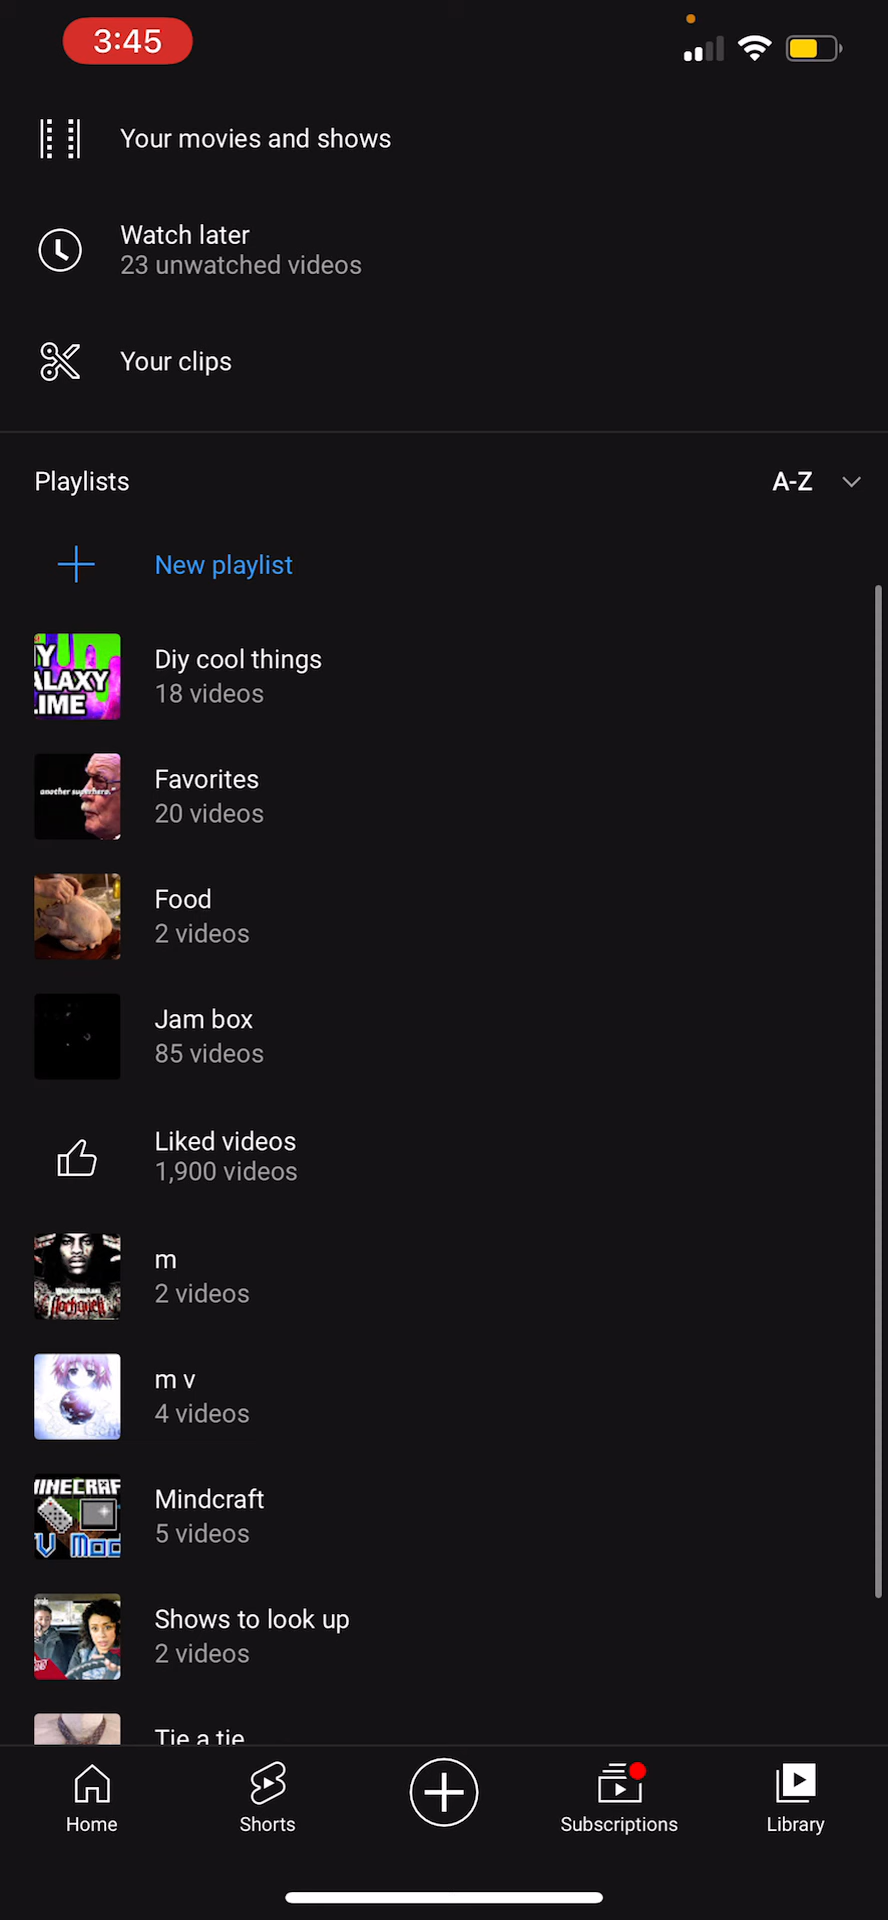 3:45
Your movies and shows
Watch later
23 unwatched videos
Your clips
Playlists
A-Z
New playlist
Diy cool things
18 videos
Favorites
20 videos
another superhero."
Food
2 videos
Jam box
85 videos
Liked videos
1,900 videos
m
2 videos
m v
4 videos
Mindcraft
5 videos
Shows to look up
2 videos
Tie a tie
Home
Shorts
Subscriptions
Library